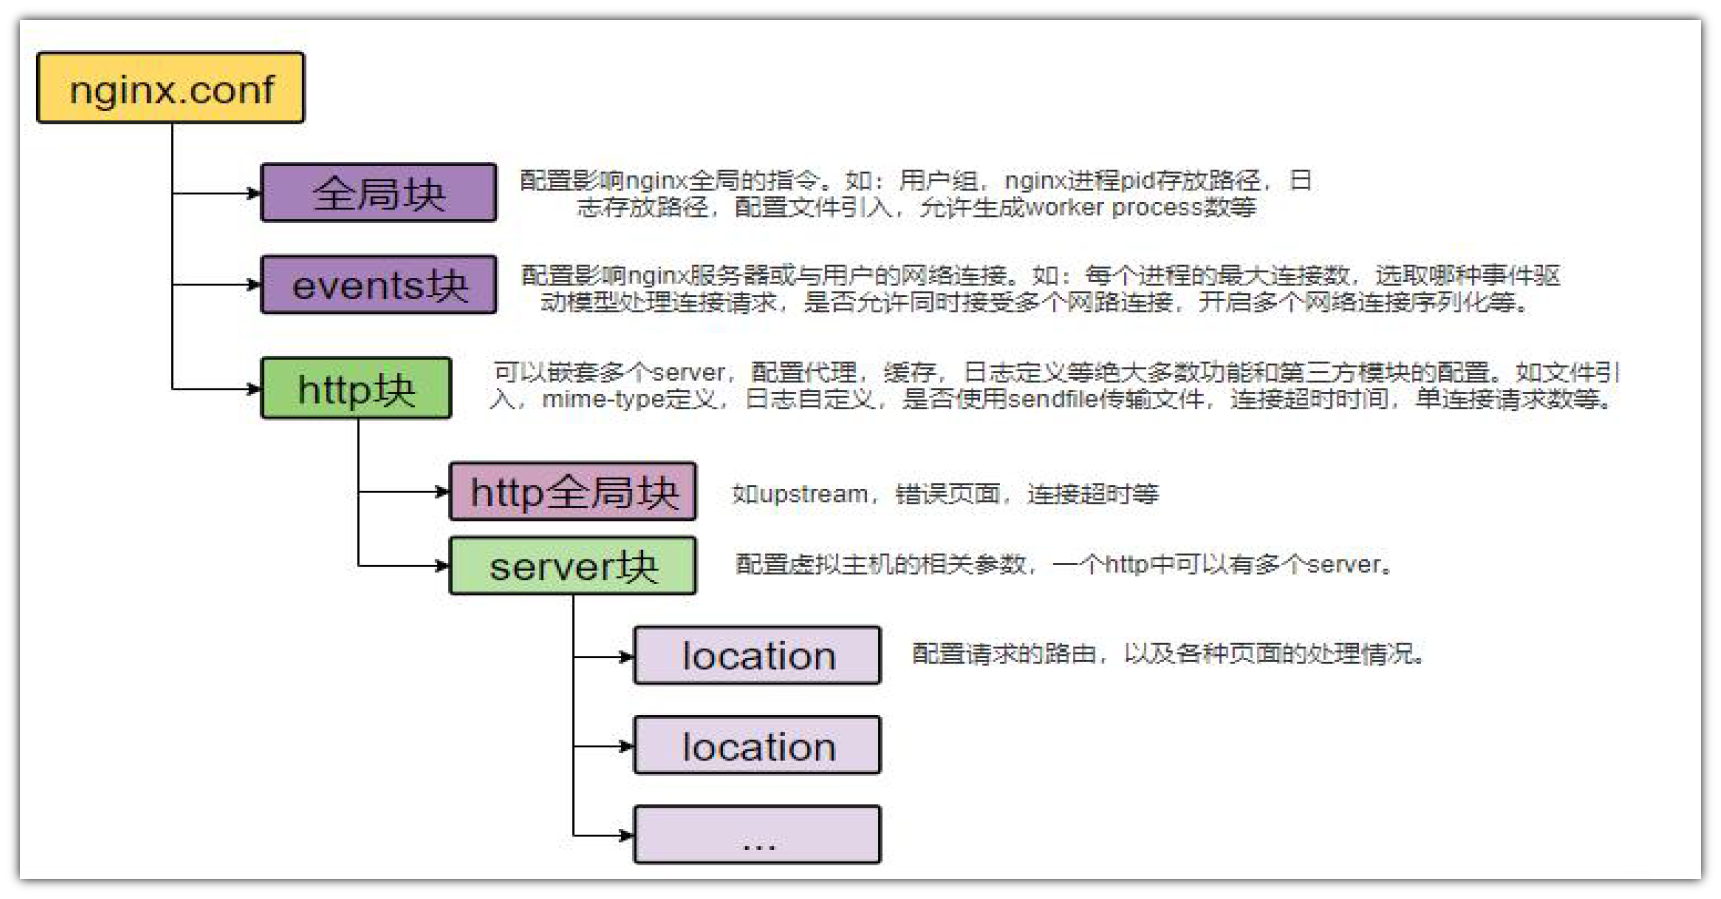 nginx.conf
全局块
配置影响nginx全局的指令。如：用户组，nginx进程pid存放路径，日
志存放路径，配置文件引入，允许生成worker process数等
events块
配置影响nginx服务器或与用户的网络连接。如：每个进程的最大连接数，选取哪种事件驱
动模型处理连接请求，是否允许同时接受多个网路连接，开启多个网络连接序列化等。
http块
可以嵌套多个server，配置代理，缓存，日志定义等绝大多数功能和第三方模块的配置。如文件引
入，mime-type定义，日志自定义，是否使用sendfile传输文件，连接超时时间，单连接请求数等。
http全局块
如upstream，错误页面，连接超时等
server块
配置虚拟主机的相关参数，一个http中可以有多个server。
location
配置请求的路由，以及各种页面的处理情况。
location
...